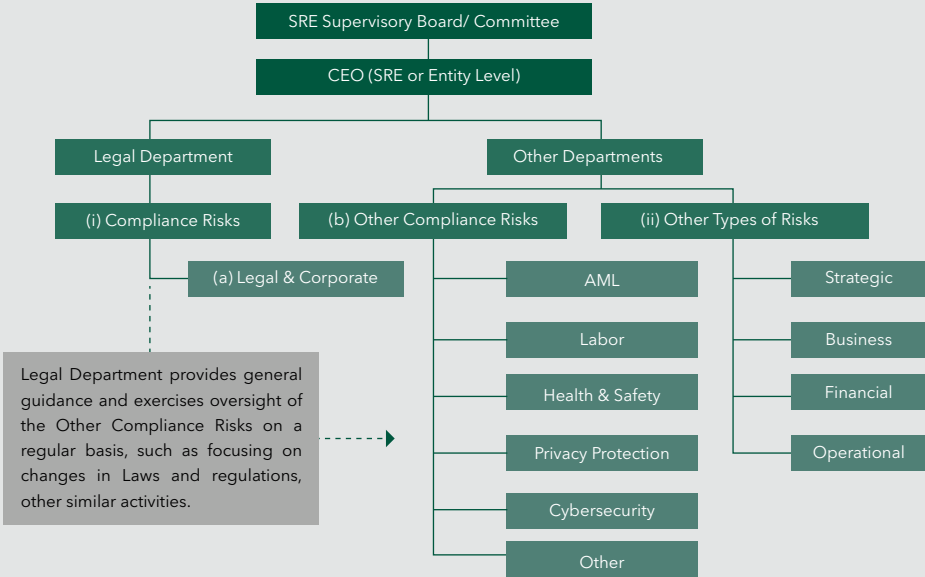 SRE Supervisory Board/ Committee
CEO (SRE or Entity Level)
Legal Department
Other Departments
(i) Compliance Risks
(b) Other Compliance Risks
(ii) Other Types of Risks
(a) Legal & Corporate
AML
Strategic
Labor
Business
Health & Safety
Financial
Privacy Protection
Operational
Cybersecurity
Other
Legal Department provides general
guidance and exercises oversight of
the Other Compliance Risks on a
regular basis, such as focusing on
changes in Laws and regulations,
other similar activities.